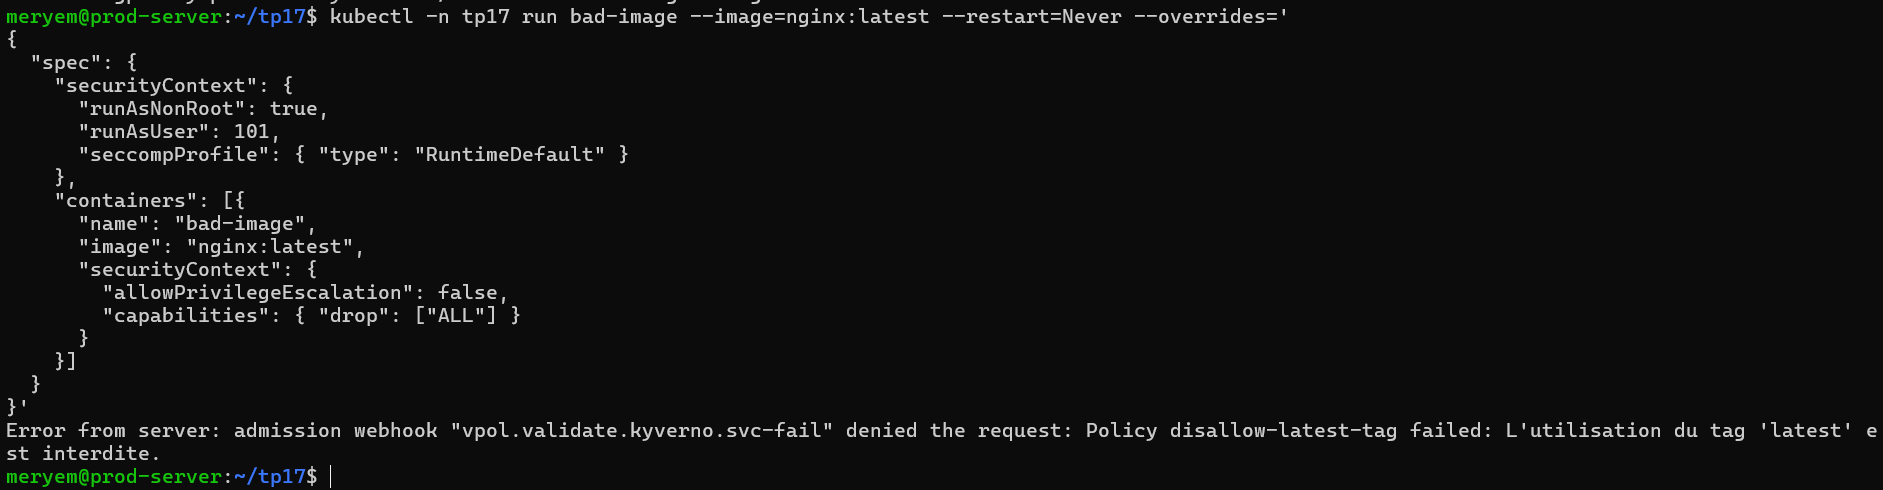 meryem@prod-server:~/tp17$ kubectl -n tp17 run bad-image --image=nginx:latest --restart=Never --overrides='
{
  "spec": {
    "securityContext": {
      "runAsNonRoot": true,
      "runAsUser": 101,
      "seccompProfile": { "type": "RuntimeDefault" }
    },
    "containers": [{
      "name": "bad-image",
      "image": "nginx:latest",
      "securityContext": {
        "allowPrivilegeEscalation": false,
        "capabilities": { "drop": ["ALL"] }
      }
    }]
  }
}'
Error from server: admission webhook "vpol.validate.kyverno.svc-fail" denied the request: Policy disallow-latest-tag failed: L'utilisation du tag 'latest' e
st interdite.
meryem@prod-server:~/tp17$